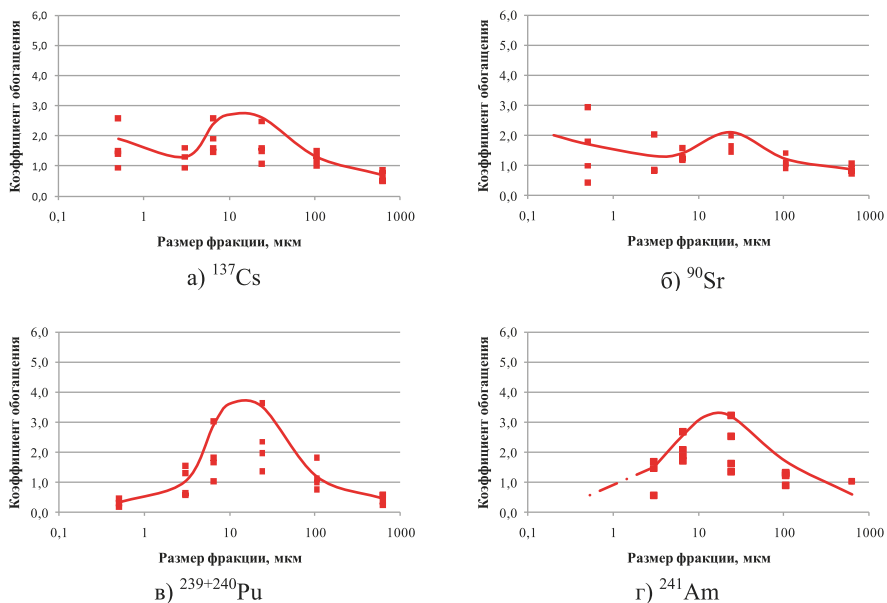 6,0
5,0
4,0
3,0
2,0
1,0
0,0
0,1 1 10 100 1000
Коэффициент обогащения
Размер фракции, мкм
а) ¹³⁷Cs
6,0
5,0
4,0
3,0
2,0
1,0
0,0
0,1 1 10 100 1000
Коэффициент обогащения
Размер фракции, мкм
б) ⁹⁰Sr
6,0
5,0
4,0
3,0
2,0
1,0
0,0
0,1 1 10 100 1000
Коэффициент обогащения
Размер фракции, мкм
в) ²³⁹⁺²⁴⁰Pu
6,0
5,0
4,0
3,0
2,0
1,0
0,0
0,1 1 10 100 1000
Коэффициент обогащения
Размер фракции, мкм
г) ²⁴¹Am